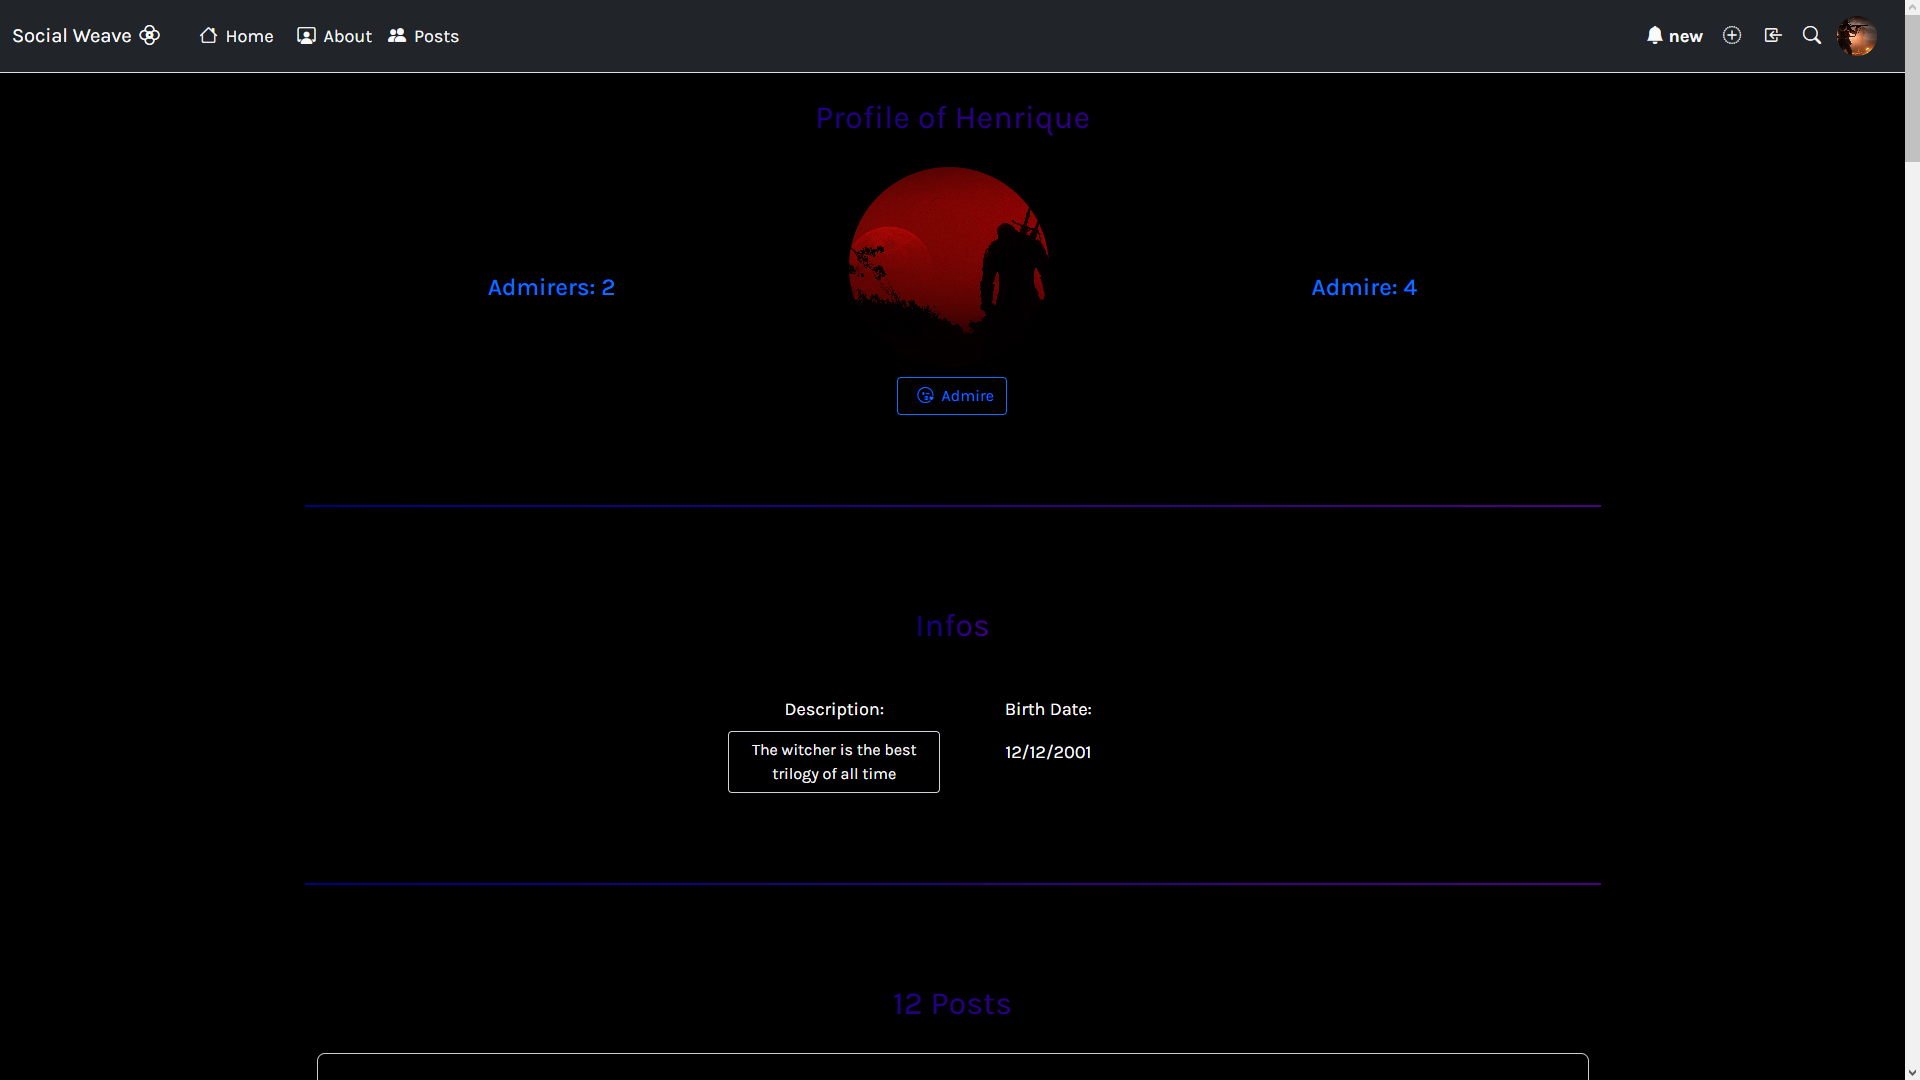 Social Weave
Home
About
Posts
new
Profile of Henrique
Admirers: 2
Admire: 4
Admire
Infos
Description:
The witcher is the best
trilogy of all time
Birth Date:
12/12/2001
12 Posts